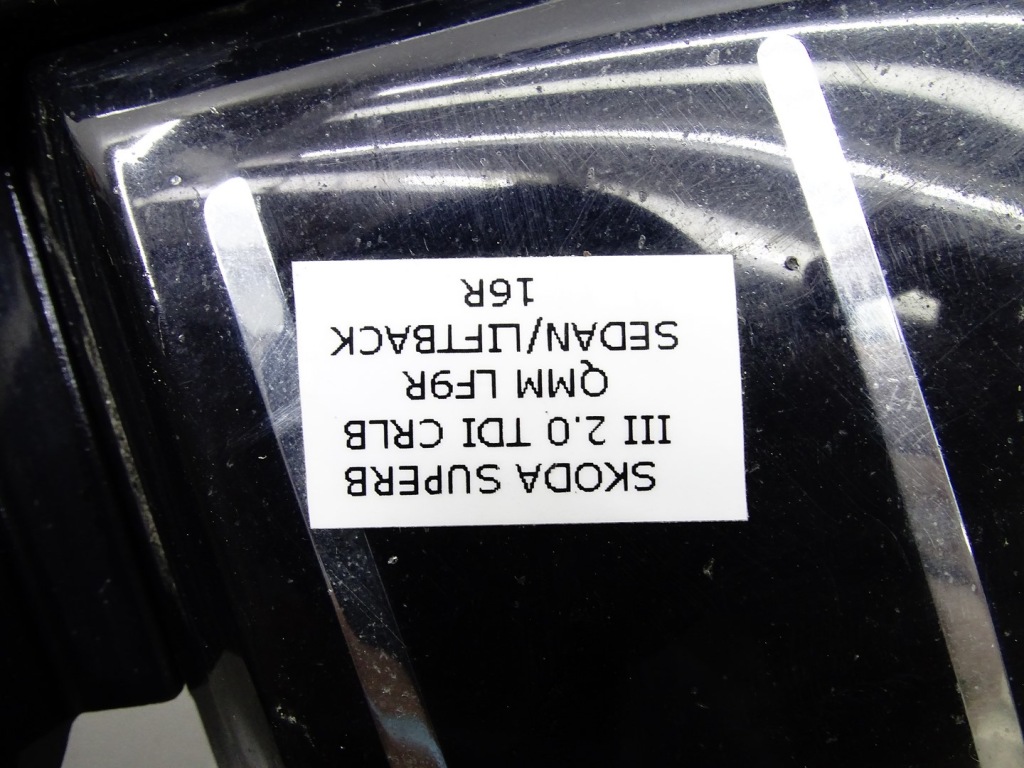 SKODA SUPERB
III 2.0 TDI CRLB
QMM LF9R
SEDAN/LIFTBACK
16R